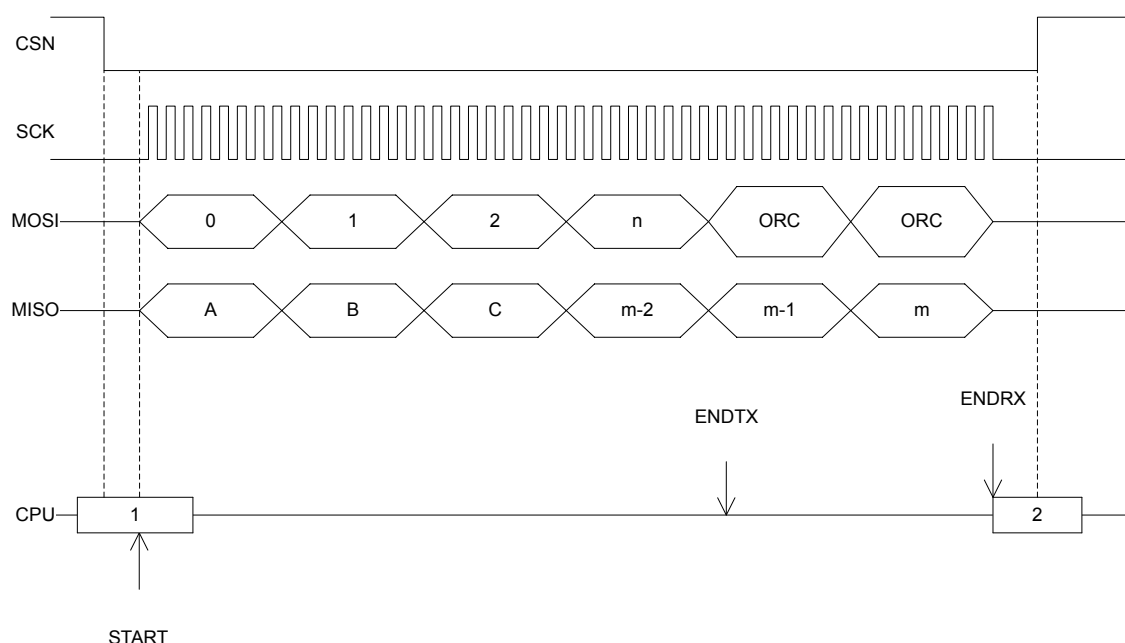 CSN
SCK
MOSI 0 1 2 n ORC ORC
MISO A B C m-2 m-1 m
ENDTX ENDRX
CPU 1 2
START